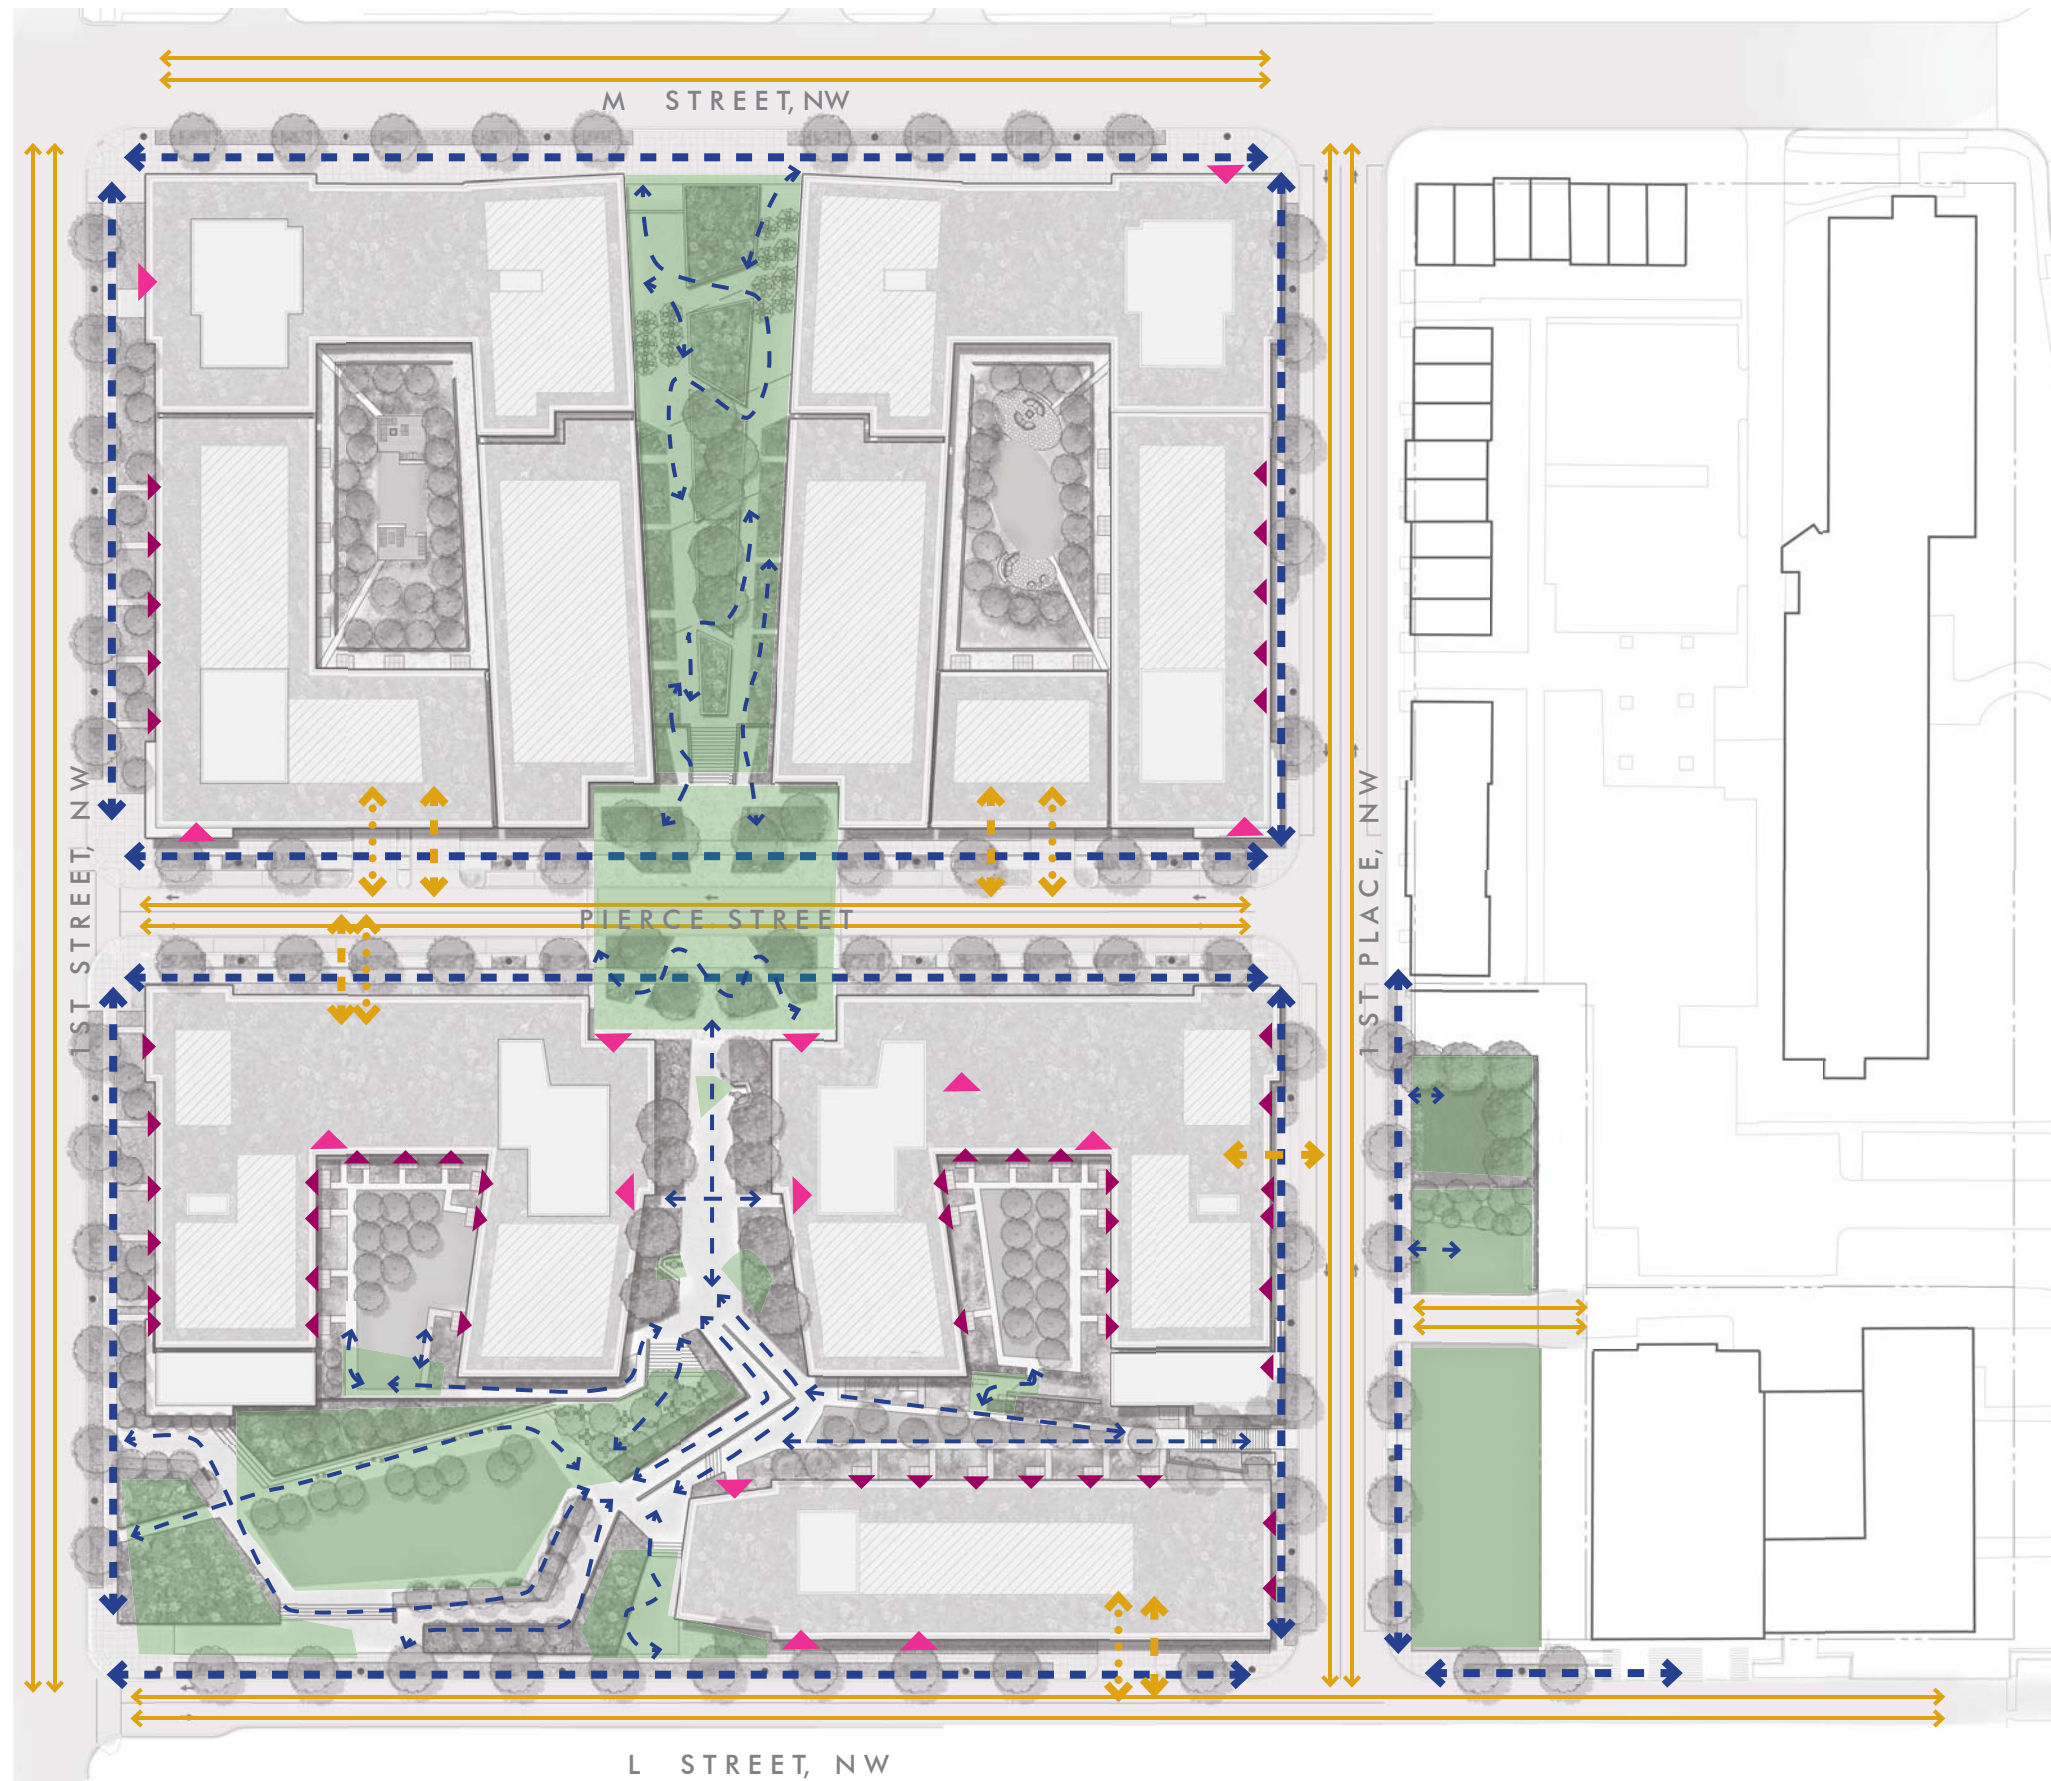 M STREET, NW
1ST STREET, NW
PIERCE STREET
1ST PLACE, NW
L STREET, NW